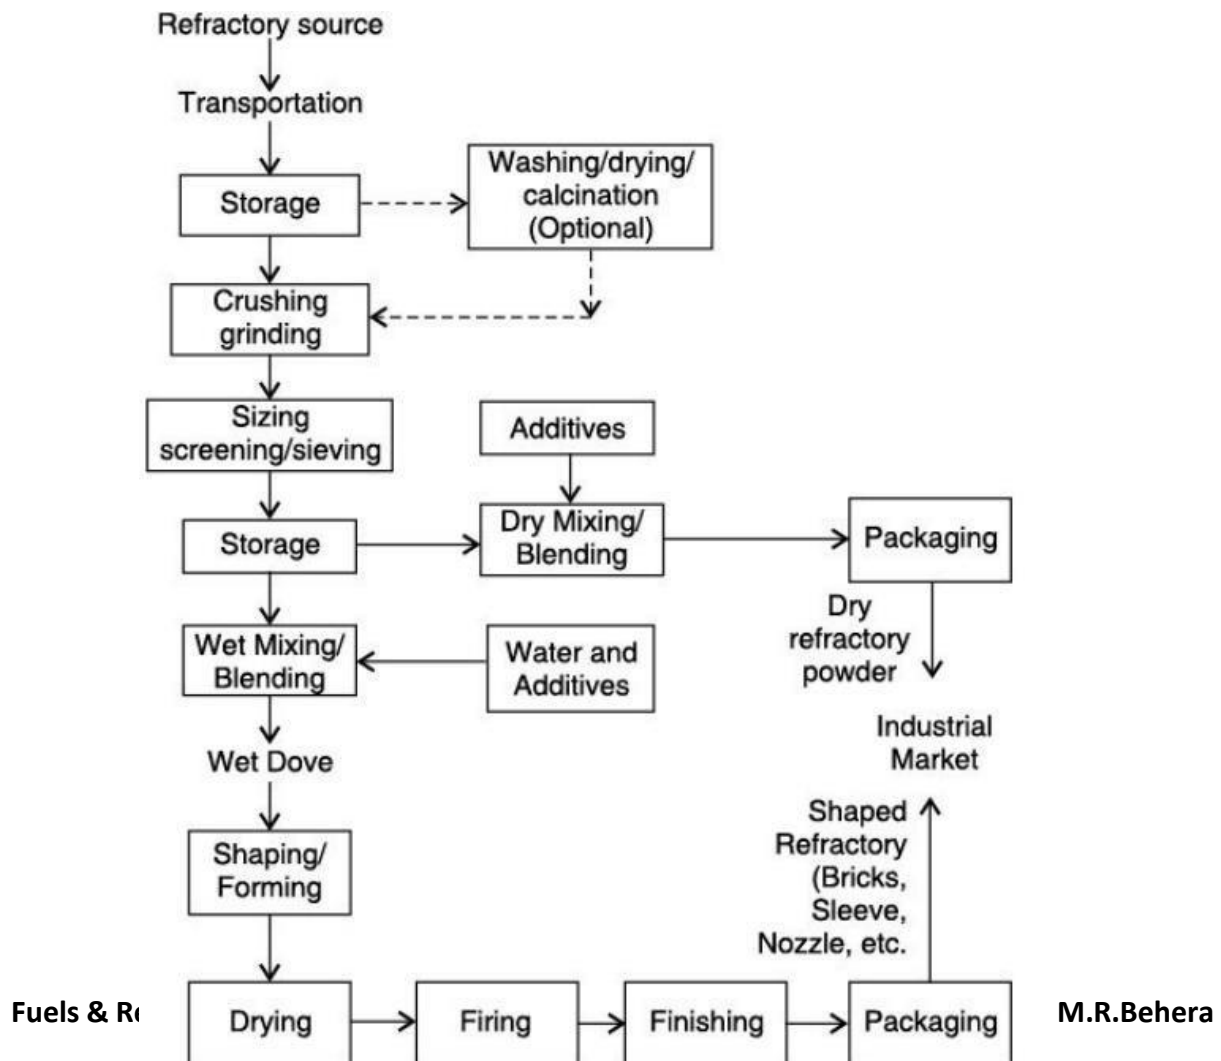 Refractory source
Transportation
Storage
Washing/drying/
calcination
(Optional)
Crushing
grinding
Sizing
screening/sieving
Additives
Storage
Dry Mixing/
Blending
Packaging
Dry
refractory
powder
Wet Mixing/
Blending
Water and
Additives
Industrial
Market
Wet Dove
Shaping/
Forming
Shaped
Refractory
(Bricks,
Sleeve,
Nozzle, etc.
Drying
Firing
Finishing
Packaging
Fuels &
M.R.Behera